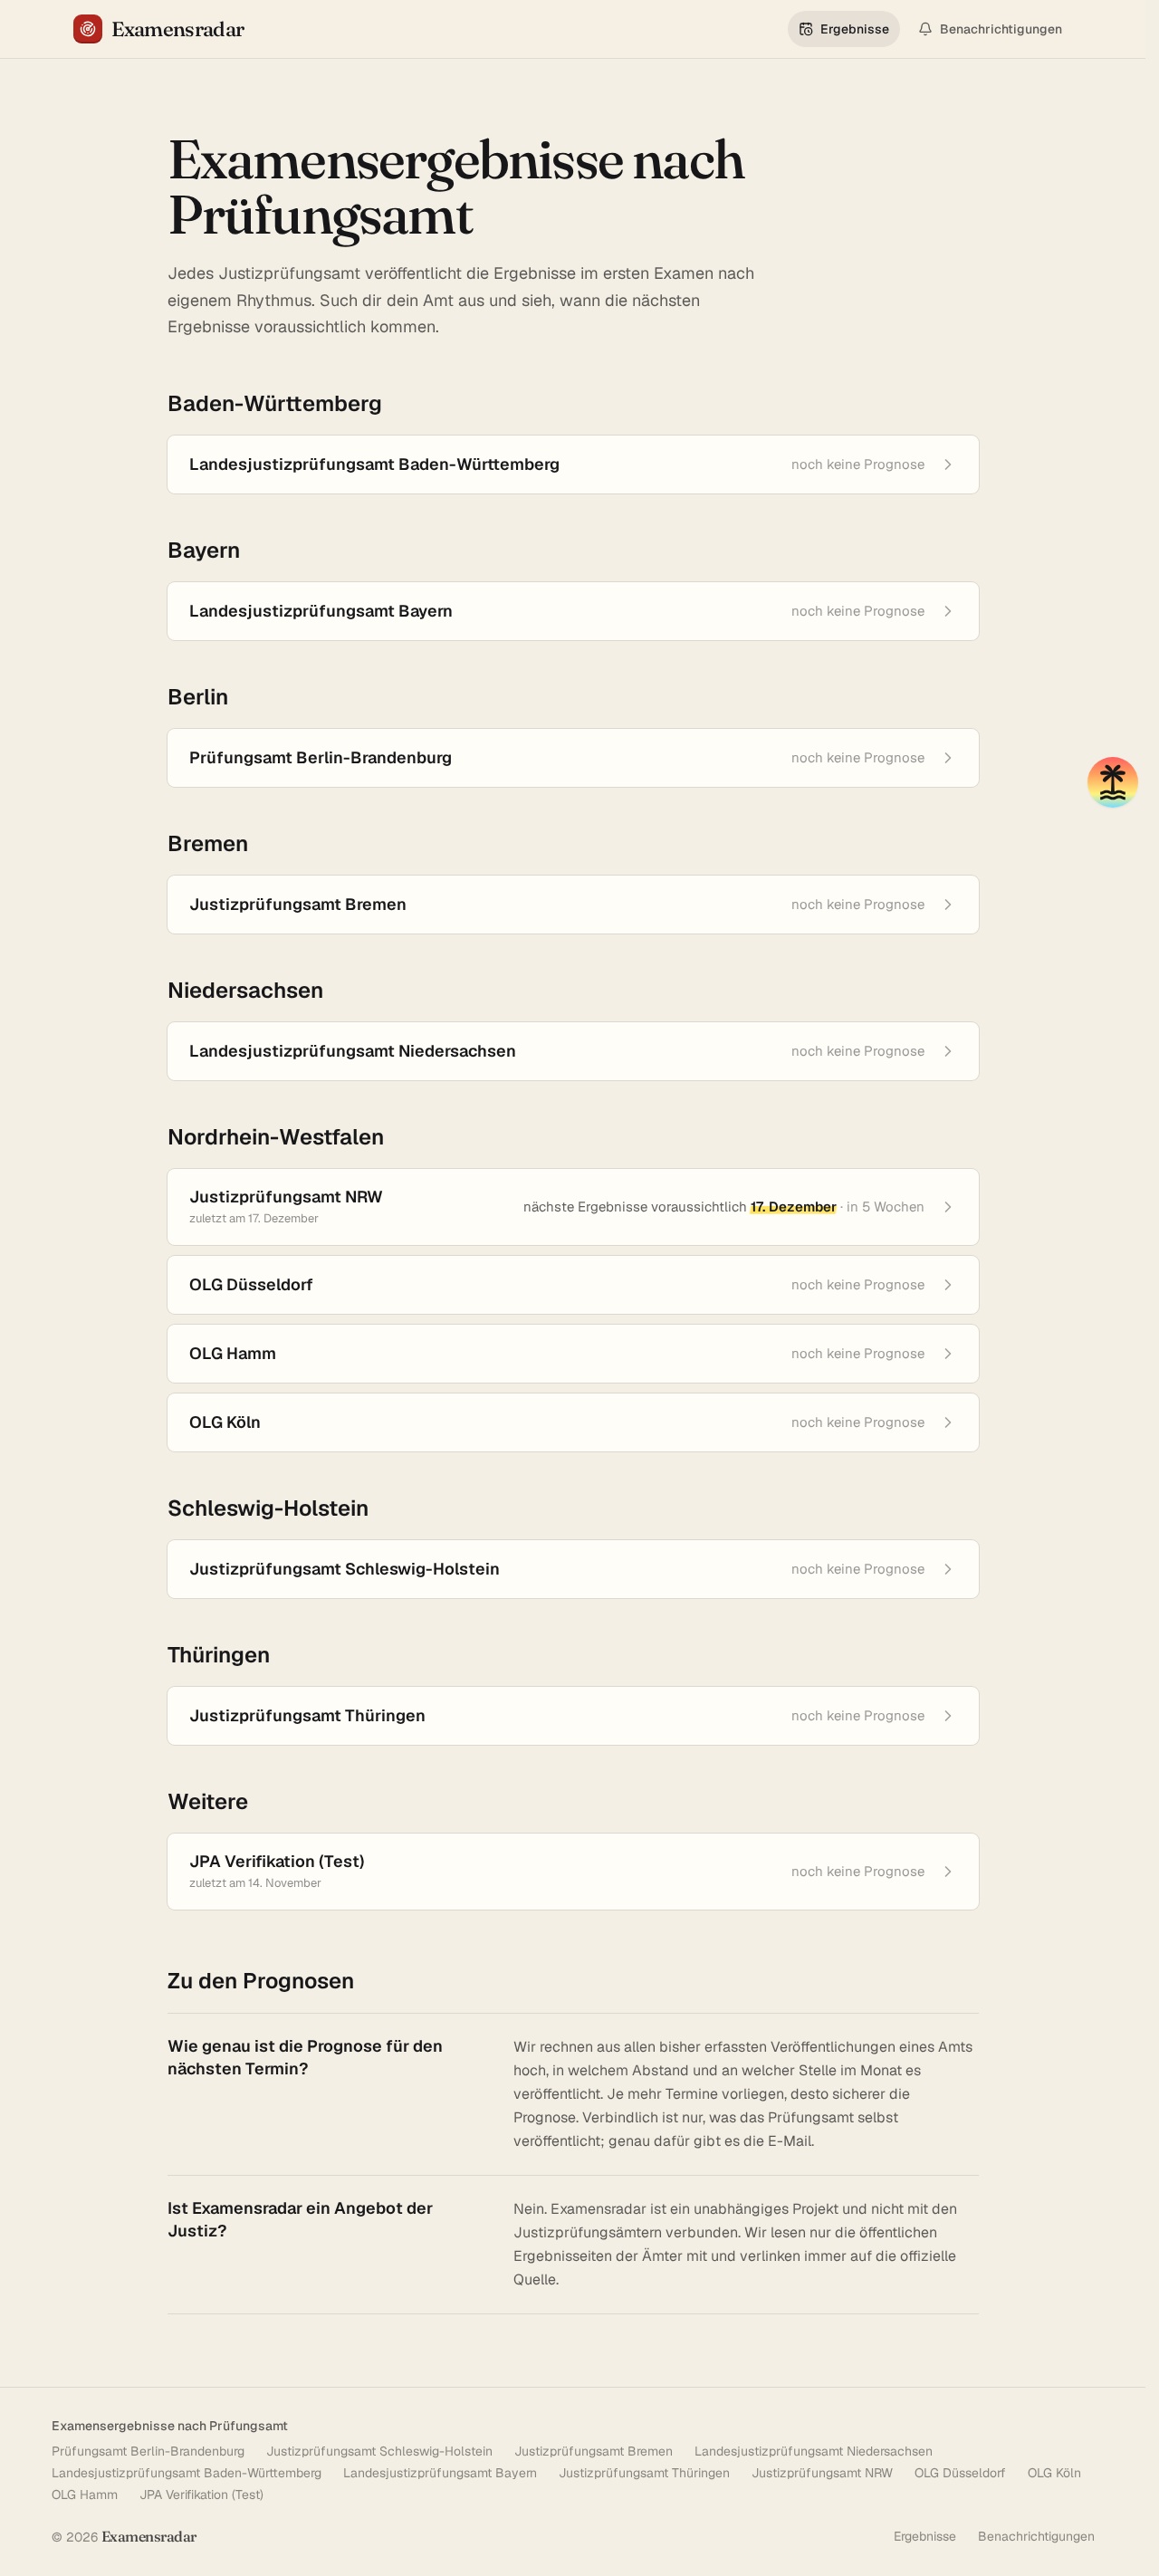 Examensradar
Ergebnisse
Benachrichtigungen
Examensergebnisse nach
Prüfungsamt
Jedes Justizprüfungsamt veröffentlicht die Ergebnisse im ersten Examen nach
eigenem Rhythmus. Such dir dein Amt aus und sieh, wann die nächsten
Ergebnisse voraussichtlich kommen.
Baden-Württemberg
Landesjustizprüfungsamt Baden-Württemberg noch keine Prognose
Bayern
Landesjustizprüfungsamt Bayern noch keine Prognose
Berlin
Prüfungsamt Berlin-Brandenburg noch keine Prognose
Bremen
Justizprüfungsamt Bremen noch keine Prognose
Niedersachsen
Landesjustizprüfungsamt Niedersachsen noch keine Prognose
Nordrhein-Westfalen
Justizprüfungsamt NRW
zuletzt am 17. Dezember
nächste Ergebnisse voraussichtlich 17. Dezember · in 5 Wochen
OLG Düsseldorf noch keine Prognose
OLG Hamm noch keine Prognose
OLG Köln noch keine Prognose
Schleswig-Holstein
Justizprüfungsamt Schleswig-Holstein noch keine Prognose
Thüringen
Justizprüfungsamt Thüringen noch keine Prognose
Weitere
JPA Verifikation (Test)
zuletzt am 14. November
noch keine Prognose
Zu den Prognosen
Wie genau ist die Prognose für den
nächsten Termin?
Wir rechnen aus allen bisher erfassten Veröffentlichungen eines Amts
hoch, in welchem Abstand und an welcher Stelle im Monat es
veröffentlicht. Je mehr Termine vorliegen, desto sicherer die
Prognose. Verbindlich ist nur, was das Prüfungsamt selbst
veröffentlicht; genau dafür gibt es die E-Mail.
Ist Examensradar ein Angebot der
Justiz?
Nein. Examensradar ist ein unabhängiges Projekt und nicht mit den
Justizprüfungsämtern verbunden. Wir lesen nur die öffentlichen
Ergebnisseiten der Ämter mit und verlinken immer auf die offizielle
Quelle.
Examensergebnisse nach Prüfungsamt
Prüfungsamt Berlin-Brandenburg Justizprüfungsamt Schleswig-Holstein Justizprüfungsamt Bremen Landesjustizprüfungsamt Niedersachsen
Landesjustizprüfungsamt Baden-Württemberg Landesjustizprüfungsamt Bayern Justizprüfungsamt Thüringen Justizprüfungsamt NRW OLG Düsseldorf OLG Köln
OLG Hamm JPA Verifikation (Test)
© 2026 Examensradar
Ergebnisse Benachrichtigungen